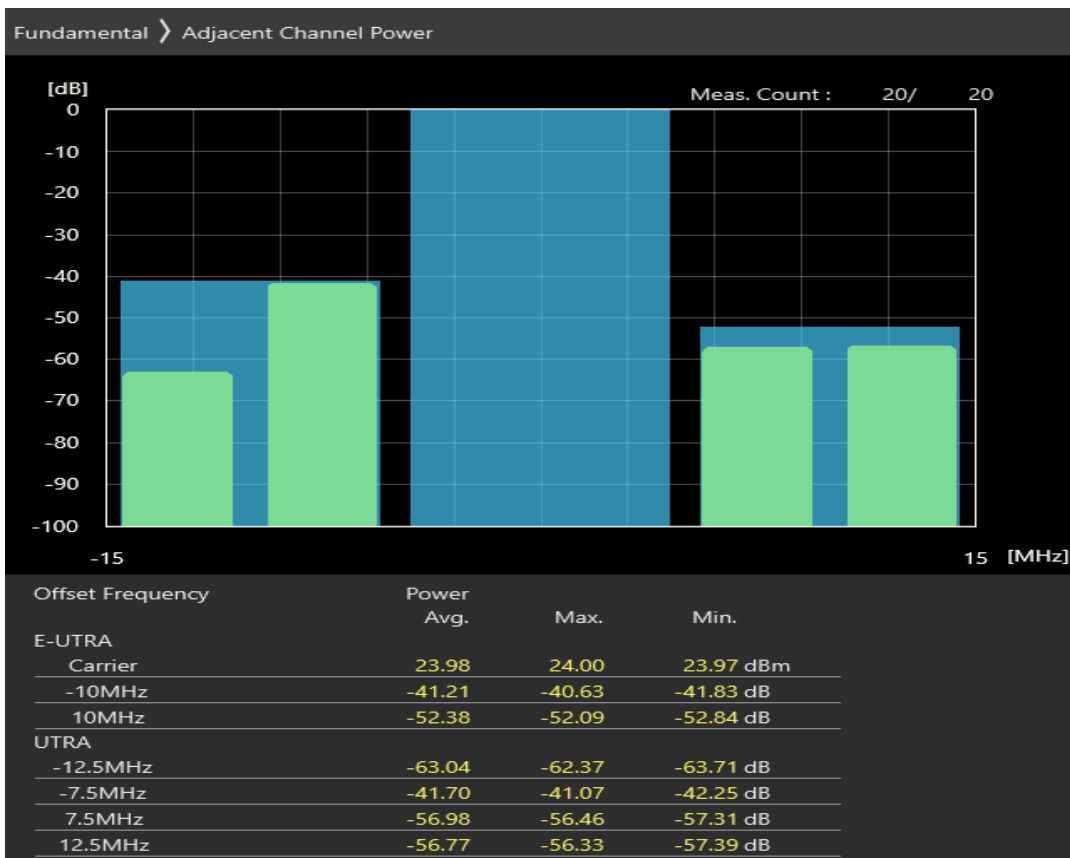 Fundamental 〉 Adjacent Channel Power
[dB]
Meas. Count : 20/ 20
0
-10
-20
-30
-40
-50
-60
-70
-80
-90
-100
-15 15 [MHz]
Offset Frequency Power
Avg. Max. Min.
E-UTRA
Carrier 23.98 24.00 23.97 dBm
-10MHz -41.21 -40.63 -41.83 dB
10MHz -52.38 -52.09 -52.84 dB
UTRA
-12.5MHz -63.04 -62.37 -63.71 dB
-7.5MHz -41.70 -41.07 -42.25 dB
7.5MHz -56.98 -56.46 -57.31 dB
12.5MHz -56.77 -56.33 -57.39 dB